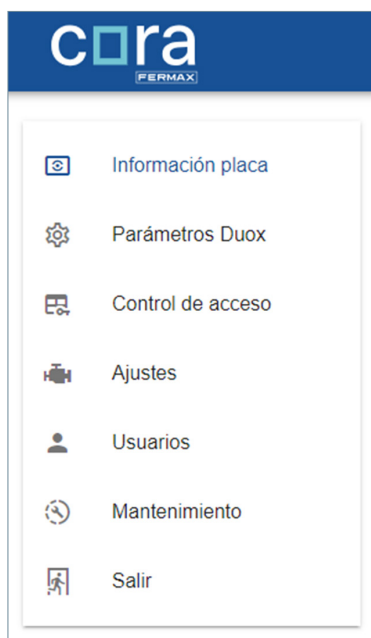 cora
FERMAX
Información placa
Parámetros Duox
Control de acceso
Ajustes
Usuarios
Mantenimiento
Salir